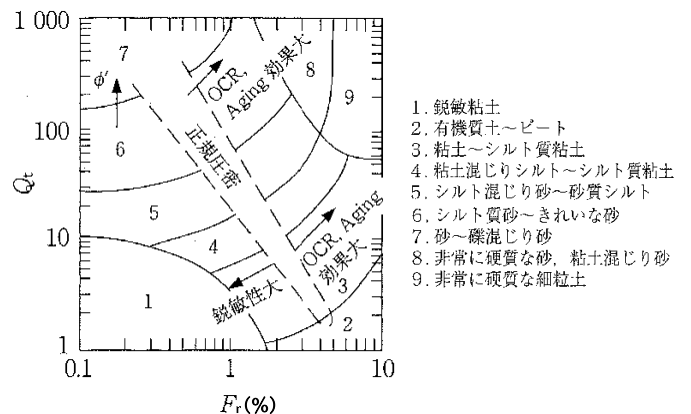 1 000
100
10
1
Qt
0.1
1
10
Fr(%)
7
φ′
6
5
4
1
正規圧密
OCR,
Aging 効果大
8
9
OCR, Aging
効果大
鋭敏性大
3
2
1. 鋭敏粘土
2. 有機質土～ピート
3. 粘土～シルト質粘土
4. 粘土混じりシルト～シルト質粘土
5. シルト混じり砂～砂質シルト
6. シルト質砂～きれいな砂
7. 砂～礫混じり砂
8. 非常に硬質な砂, 粘土混じり砂
9. 非常に硬質な細粒土